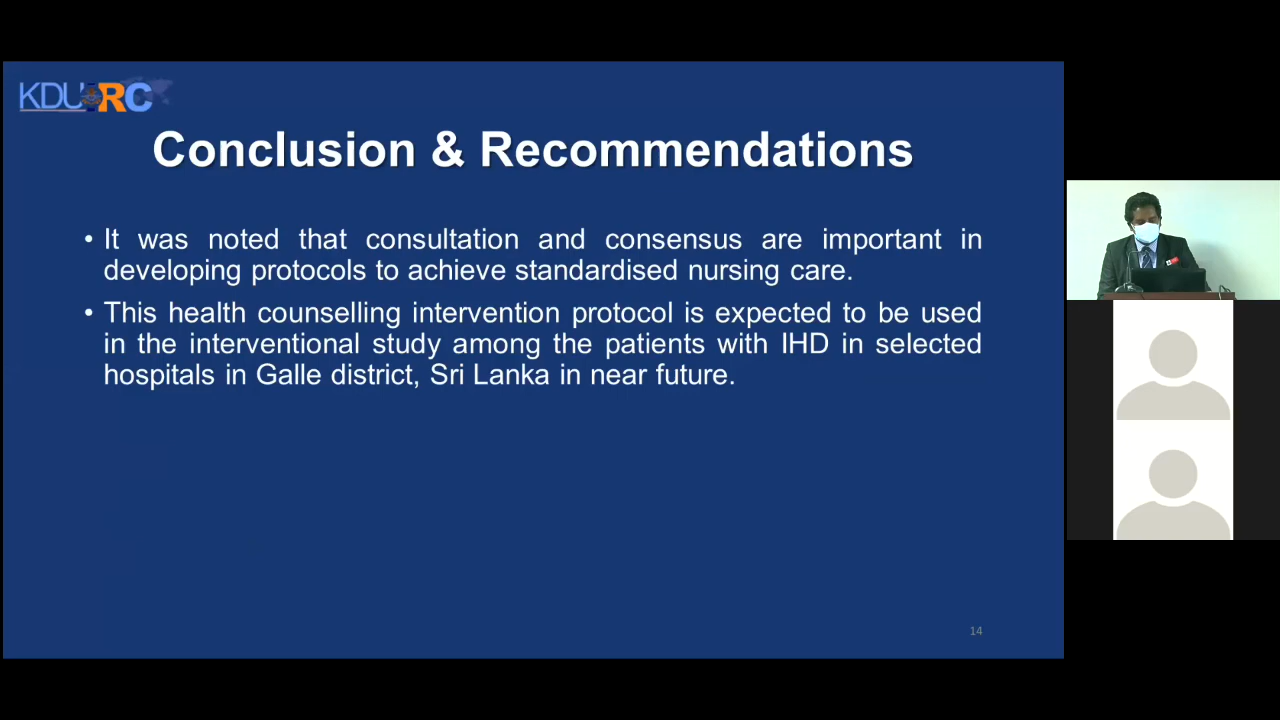 KDU RC
Conclusion & Recommendations
• It was noted that consultation and consensus are important in
developing protocols to achieve standardised nursing care.
• This health counselling intervention protocol is expected to be used
in the interventional study among the patients with IHD in selected
hospitals in Galle district, Sri Lanka in near future.
14